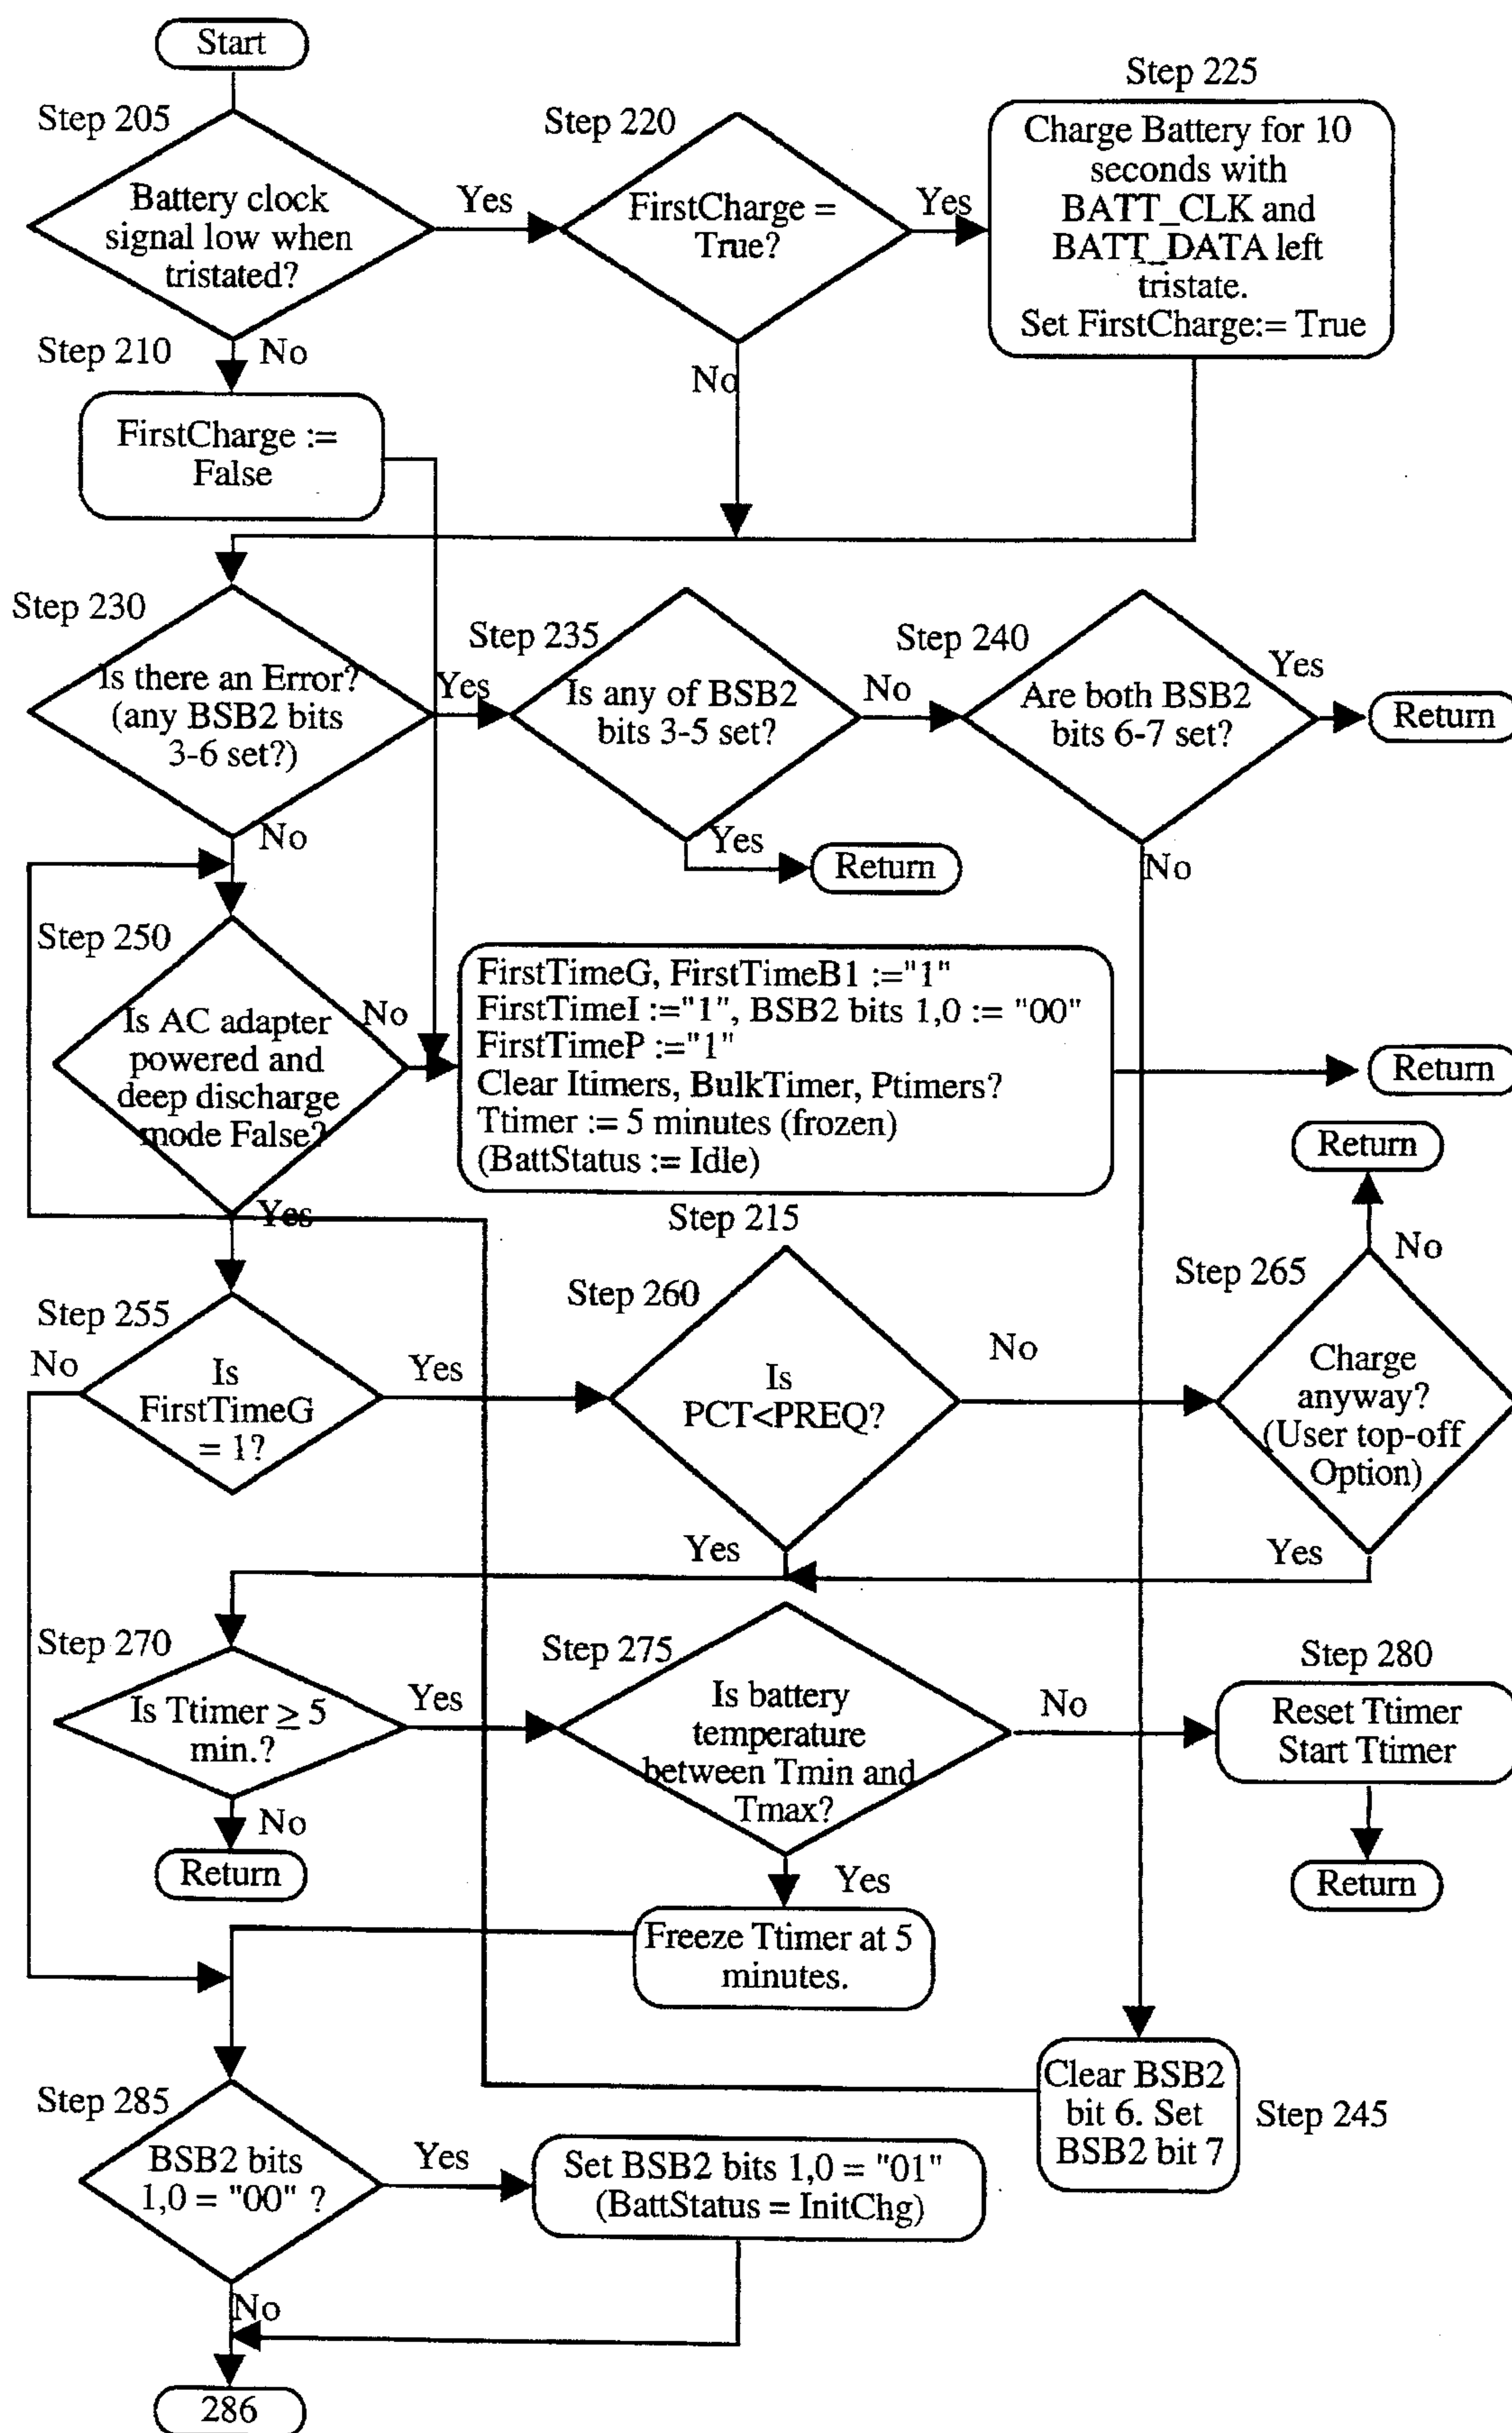 Start
Step 205
Battery clock
signal low when
tristated?
Yes
No
Step 220
FirstCharge =
True?
Yes
No
Step 225
Charge Battery for 10
seconds with
BATT_CLK and
BATT_DATA left
tristate.
Set FirstCharge:= True
Step 210
FirstCharge :=
False
Step 230
Is there an Error?
(any BSB2 bits
3-6 set?)
Yes
No
Step 235
Is any of BSB2
bits 3-5 set?
No
Yes
Return
Step 240
Are both BSB2
bits 6-7 set?
Yes
Return
No
Step 250
Is AC adapter
powered and
deep discharge
mode False?
No
Yes
FirstTimeG, FirstTimeB1 :="1"
FirstTimeI :="1", BSB2 bits 1,0 := "00"
FirstTimeP :="1"
Clear Itimers, BulkTimer, Ptimers?
Ttimer := 5 minutes (frozen)
(BattStatus := Idle)
Step 215
Return
Step 255
Is
FirstTimeG
= 1?
No
Yes
Step 260
Is
PCT<PREQ?
No
Yes
Step 265
Charge
anyway?
(User top-off
Option)
No
Return
Yes
Step 270
Is Ttimer ≥ 5
min.?
Yes
No
Return
Step 275
Is battery
temperature
between Tmin and
Tmax?
No
Yes
Step 280
Reset Ttimer
Start Ttimer
Return
Freeze Ttimer at 5
minutes.
Clear BSB2
bit 6. Set
BSB2 bit 7
Step 245
Step 285
BSB2 bits
1,0 = "00" ?
Yes
No
Set BSB2 bits 1,0 = "01"
(BattStatus = InitChg)
286